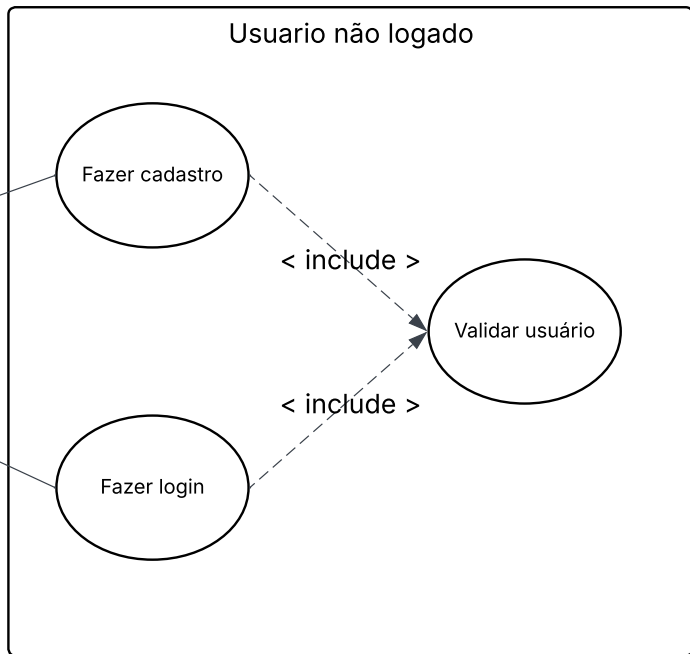 Usuario não logado
Fazer cadastro
< include >
Validar usuário
< include >
Fazer login